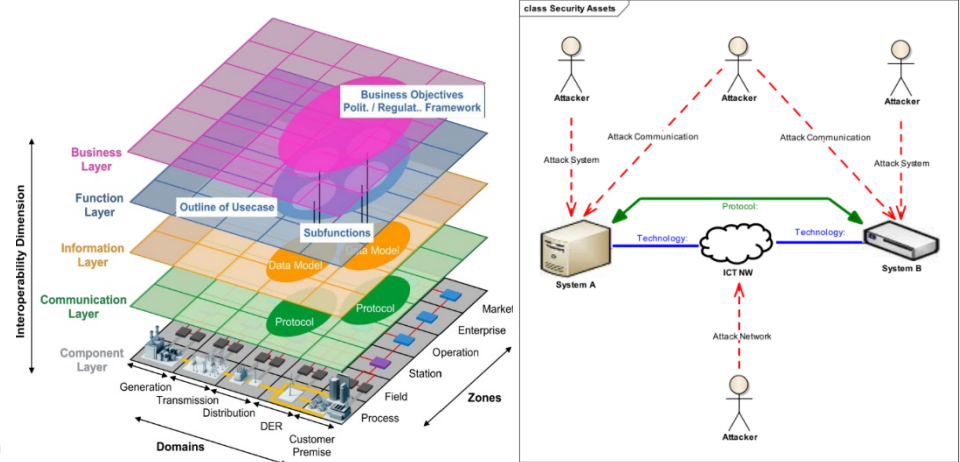 Business Objectives
Polit. / Regulat.. Framework
Business
Layer
Function
Layer
Outline of Usecase
Subfunctions
Information
Layer
Data Model
Data Model
Communication
Layer
Protocol
Protocol
Component
Layer
Interoperability Dimension
Generation
Transmission
Distribution
DER
Customer
Premise
Domains
Process
Field
Station
Operation
Enterprise
Market
Zones
class Security Assets
Attacker
Attacker
Attacker
Attack Communication
Attack Communication
Attack System
Attack System
Protocol:
Technology:
Technology:
System A
ICT NW
System B
Attack Network
Attacker